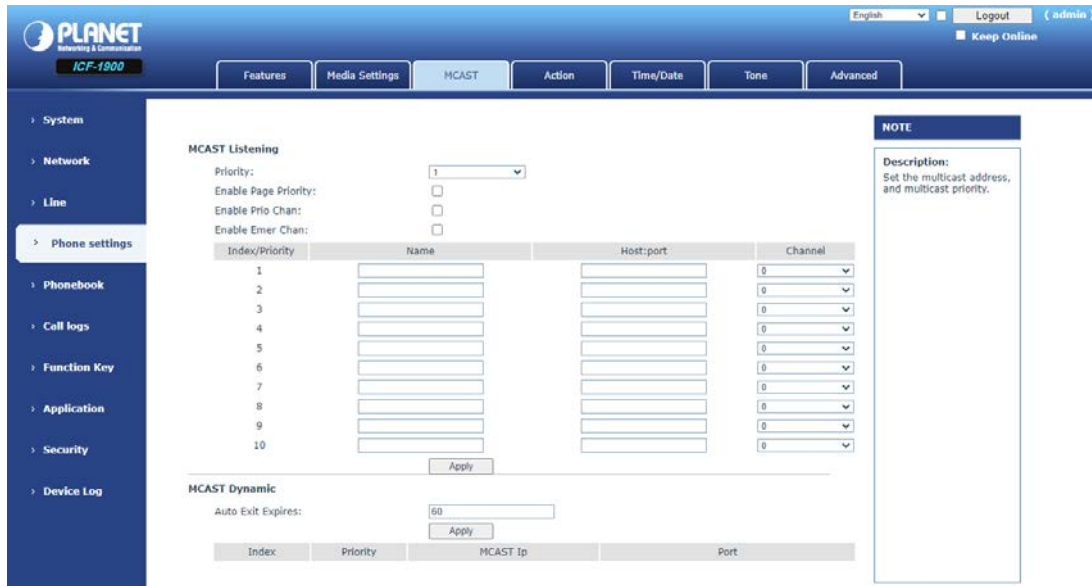 English Logout ( admin )
PLANET Keep Online
Networking & Communication
ICF-1900
Features Media Settings MCAST Action Time/Date Tone Advanced
› System
› Network
› Line
› Phone settings
› Phonebook
› Call logs
› Function Key
› Application
› Security
› Device Log
MCAST Listening
Priority: 1
Enable Page Priority:
Enable Prio Chan:
Enable Emer Chan:
Index/Priority Name Host:port Channel
1 0
2 0
3 0
4 0
5 0
6 0
7 0
8 0
9 0
10 0
Apply
MCAST Dynamic
Auto Exit Expires: 60
Apply
Index Priority MCAST Ip Port
NOTE
Description:
Set the multicast address,
and multicast priority.